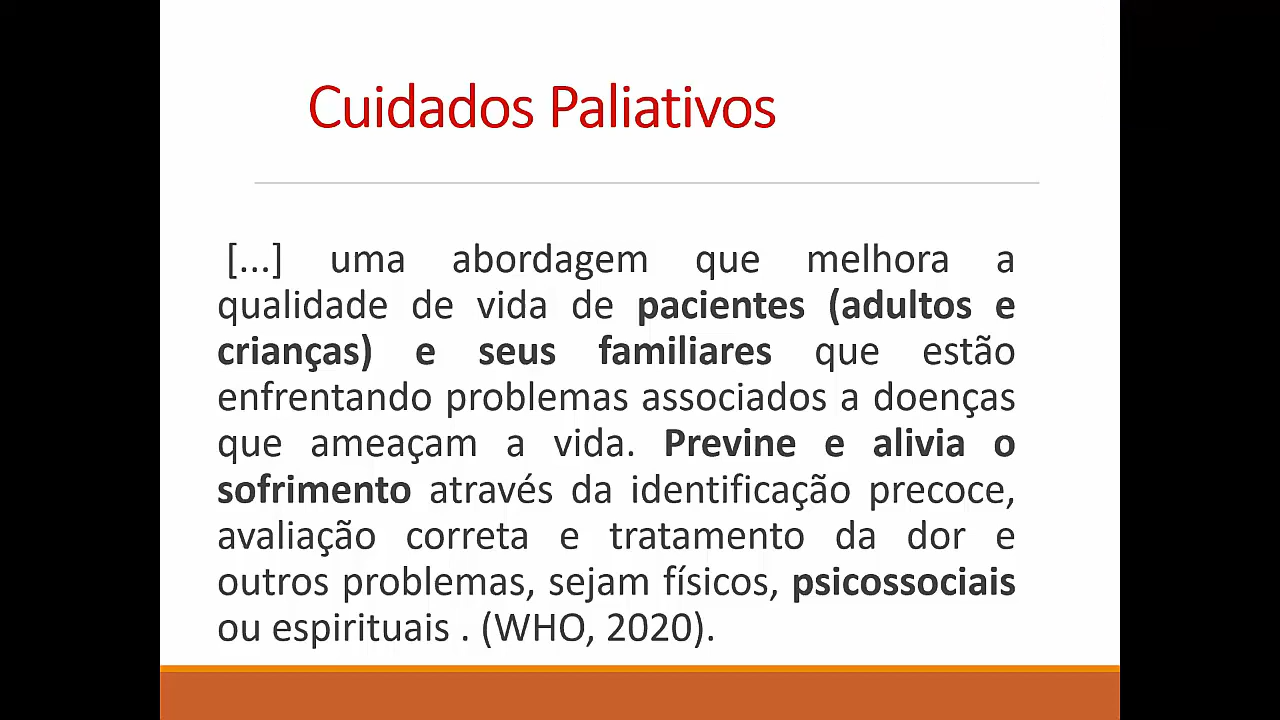 Cuidados Paliativos
[...] uma abordagem que melhora a
qualidade de vida de pacientes (adultos e
crianças) e seus familiares que estão
enfrentando problemas associados a doenças
que ameaçam a vida. Previne e alivia o
sofrimento através da identificação precoce,
avaliação correta e tratamento da dor e
outros problemas, sejam físicos, psicossociais
ou espirituais . (WHO, 2020).